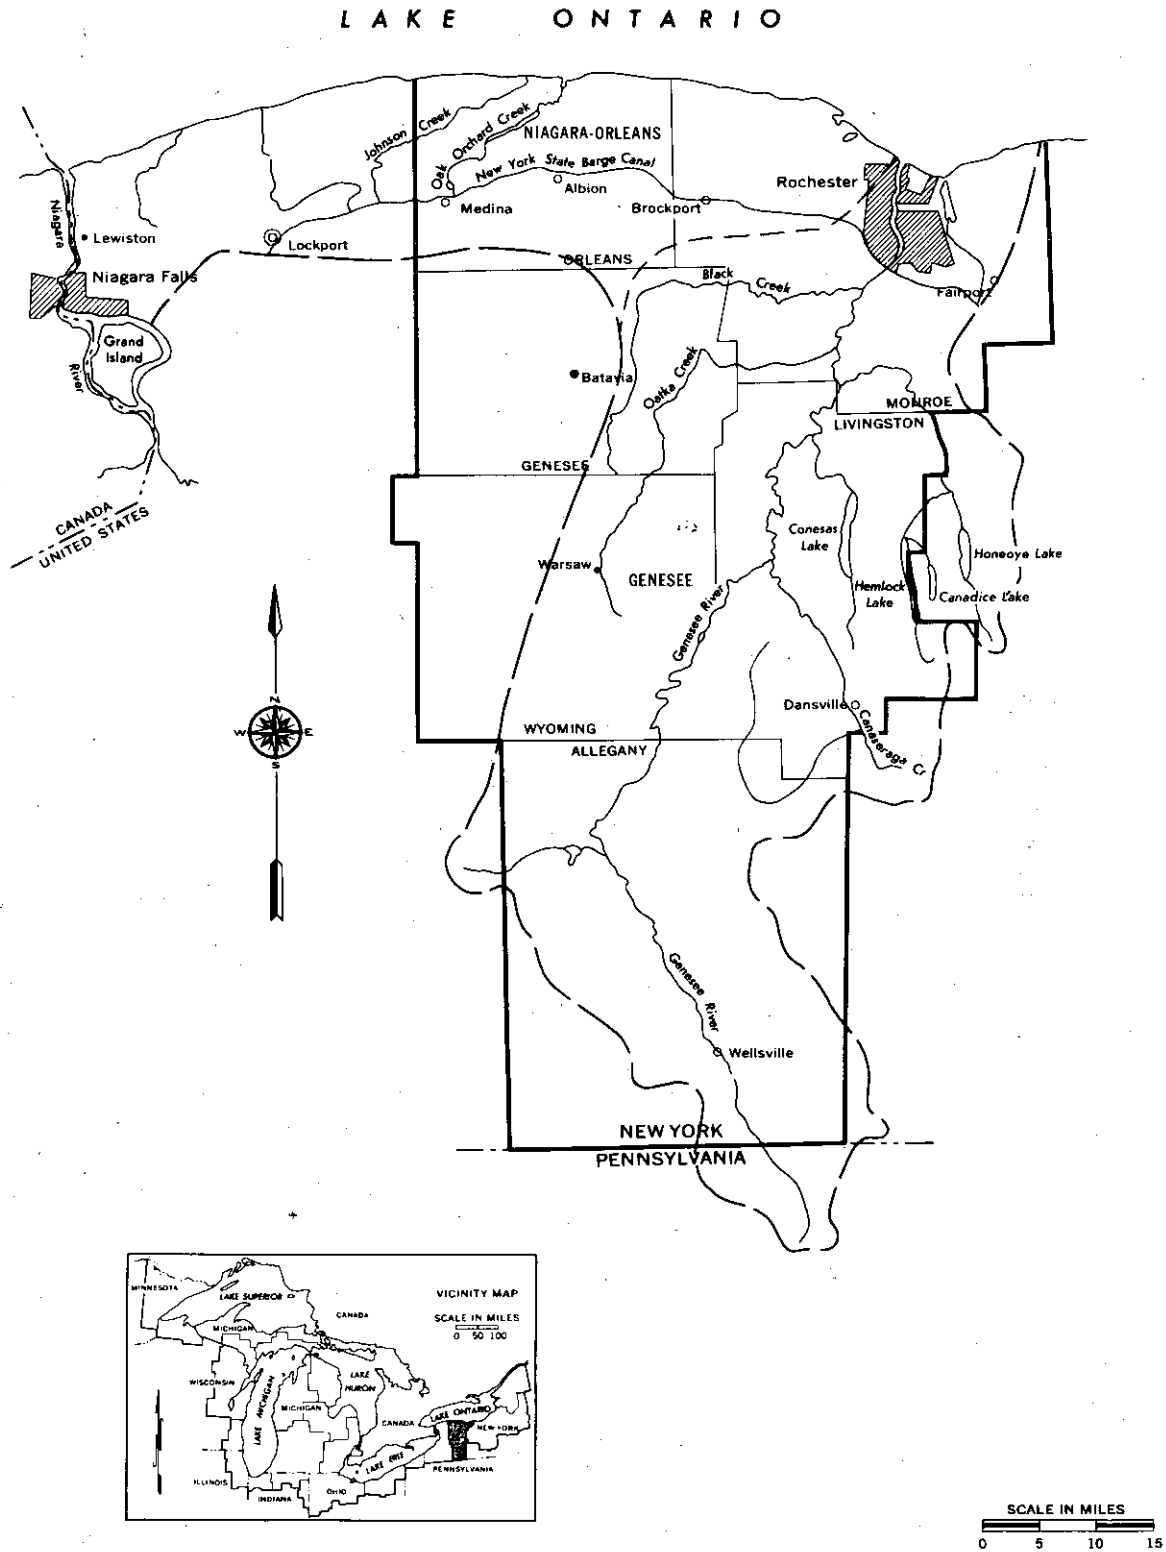 LAKE ONTARIO
Johnson Creek
Oak Orchard Creek
NIAGARA-ORLEANS
New York State Barge Canal
Albion
Medina
Brockport
Rochester
Niagara
Lewiston
Lockport
Niagara Falls
ORLEANS
Black Creek
Fairport
Grand
Island
River
Batavia
Oatka Creek
MONROE
LIVINGSTON
GENESEE
CANADA
UNITED STATES
Conesas
Lake
Honeoye Lake
Warsaw
GENESEE
Hemlock
Lake
Canadice Lake
Genesee River
N
W E
S
Dansville
Canaseraga Cr
WYOMING
ALLEGANY
Genesee River
Wellsville
NEW YORK
PENNSYLVANIA
VICINITY MAP
SCALE IN MILES
0 50 100
MINNESOTA
LAKE SUPERIOR
CANADA
MICHIGAN
WISCONSIN
LAKE MICHIGAN
LAKE
HURON
MICHIGAN
CANADA
LAKE ONTARIO
NEW YORK
LAKE ERIE
PENNSYLVANIA
ILLINOIS
INDIANA
OHIO
SCALE IN MILES
0 5 10 15